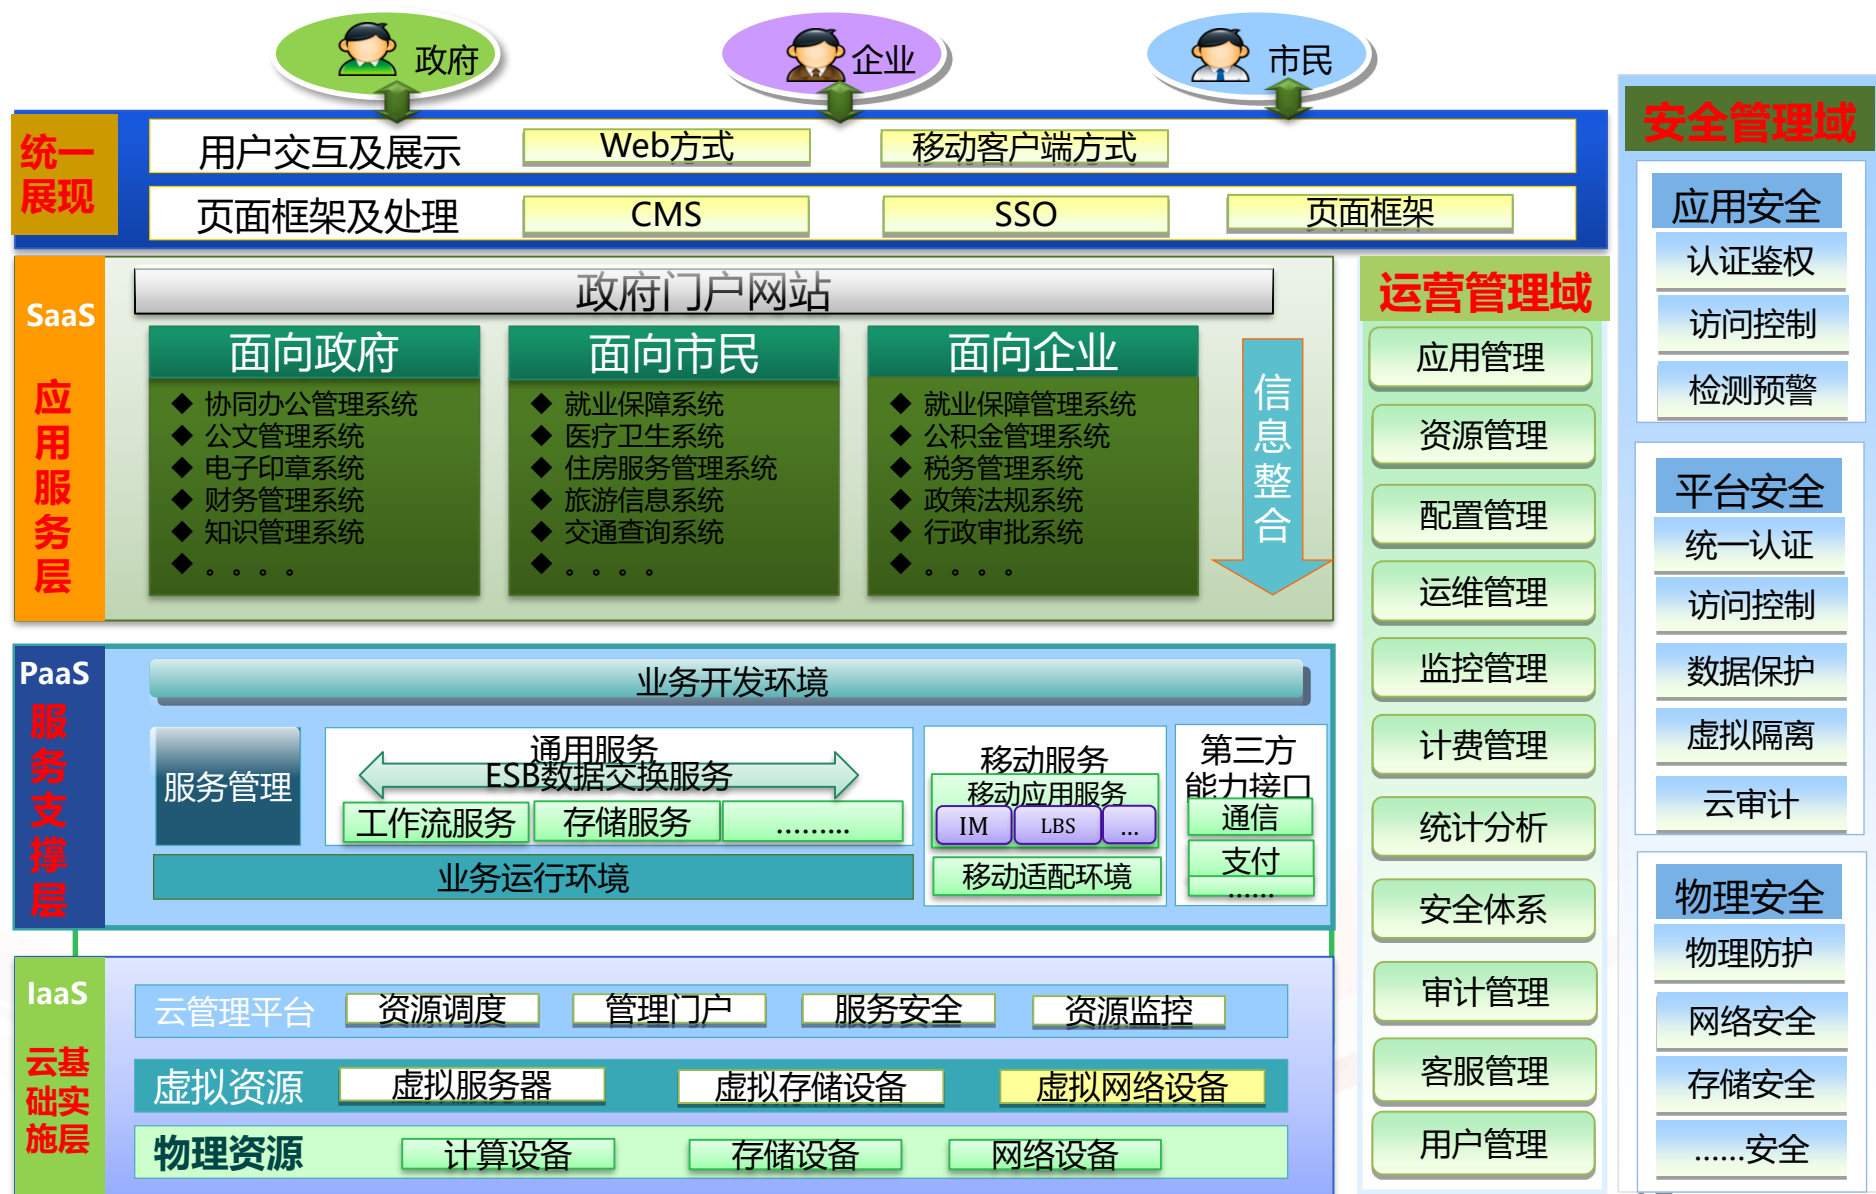 政府
企业
市民
统一
展现
用户交互及展示
Web方式
移动客户端方式
页面框架及处理
CMS
SSO
页面框架
SaaS
应
用
服
务
层
政府门户网站
面向政府
◆ 协同办公管理系统
◆ 公文管理系统
◆ 电子印章系统
◆ 财务管理系统
◆ 知识管理系统
◆ 。。。。
面向市民
◆ 就业保障系统
◆ 医疗卫生系统
◆ 住房服务管理系统
◆ 旅游信息系统
◆ 交通查询系统
◆ 。。。。
面向企业
◆ 就业保障管理系统
◆ 公积金管理系统
◆ 税务管理系统
◆ 政策法规系统
◆ 行政审批系统
◆ 。。。。
信
息
整
合
PaaS
服
务
支
撑
层
业务开发环境
服务管理
通用服务
ESB数据交换服务
工作流服务
存储服务
………
业务运行环境
移动服务
移动应用服务
IM
LBS
…
移动适配环境
第三方
能力接口
通信
支付
……
IaaS
云基
础实
施层
云管理平台
资源调度
管理门户
服务安全
资源监控
虚拟资源
虚拟服务器
虚拟存储设备
虚拟网络设备
物理资源
计算设备
存储设备
网络设备
运营管理域
应用管理
资源管理
配置管理
运维管理
监控管理
计费管理
统计分析
安全体系
审计管理
客服管理
用户管理
安全管理域
应用安全
认证鉴权
访问控制
检测预警
平台安全
统一认证
访问控制
数据保护
虚拟隔离
云审计
物理安全
物理防护
网络安全
存储安全
……安全